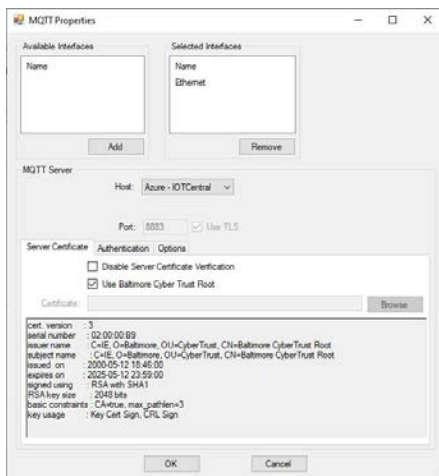 MQTT Properties
Available Interfaces
Name
Add
Selected Interfaces
Name
Ethernet
Remove
MQTT Server
Host: Azure - IOTCentral
Port: 8883 Use TLS
Server Certificate Authentication Options
Disable Server Certificate Verification
Use Baltimore Cyber Trust Root
Certificate: Browse
cert. version : 3
serial number : 02:00:00:B9
issuer name : C=IE, O=Baltimore, OU=CyberTrust, CN=Baltimore CyberTrust Root
subject name : C=IE, O=Baltimore, OU=CyberTrust, CN=Baltimore CyberTrust Root
issued on : 2000-05-12 18:46:00
expires on : 2025-05-12 23:59:00
signed using : RSA with SHA1
RSA key size : 2048 bits
basic constraints : CA=true, max_pathlen=3
key usage : Key Cert Sign, CRL Sign
OK Cancel